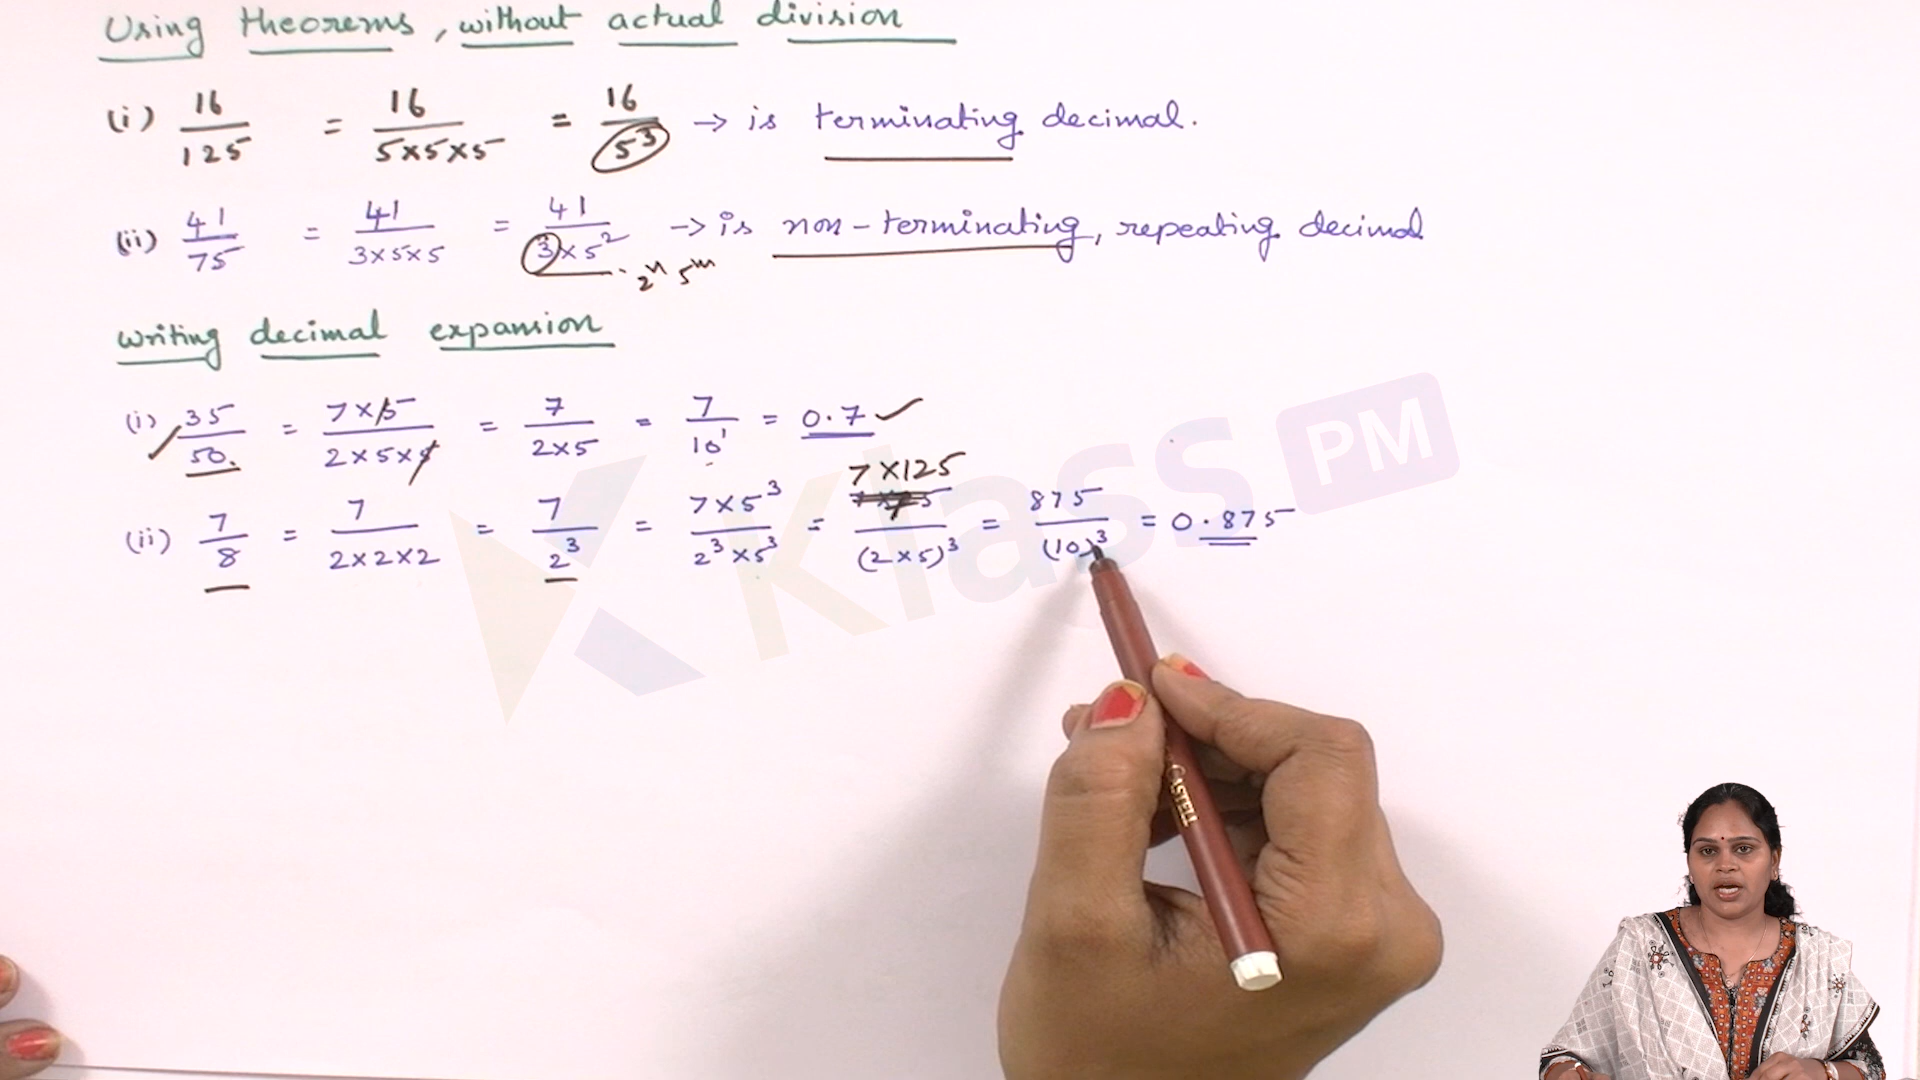 Using theorems, without actual division
(i) 16/125 = 16/5×5×5 = 16/5³ → is terminating decimal.
(ii) 41/75 = 41/3×5×5 = 41/3×5² → is non-terminating, repeating decimal
2ⁿ 5ᵐ
writing decimal expansion
(i) 35/50 = 7×5/2×5×5 = 7/2×5 = 7/10¹ = 0.7
(ii) 7/8 = 7/2×2×2 = 7/2³ = 7×5³/2³×5³ = 7×125/(2×5)³ = 875/(10)³ = 0.875
Klass PM
CASTELL